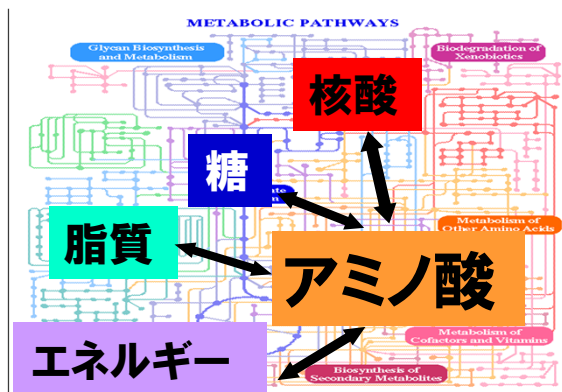 METABOLIC PATHWAYS
Glycan Biosynthesis
and Metabolism
Biodegradation of
Xenobiotics
核酸
糖
脂質
Metabolism of
Other Amino Acids
アミノ酸
エネルギー
Metabolism of
Cofactors and Vitamins
Biosynthesis of
Secondary Metabolites